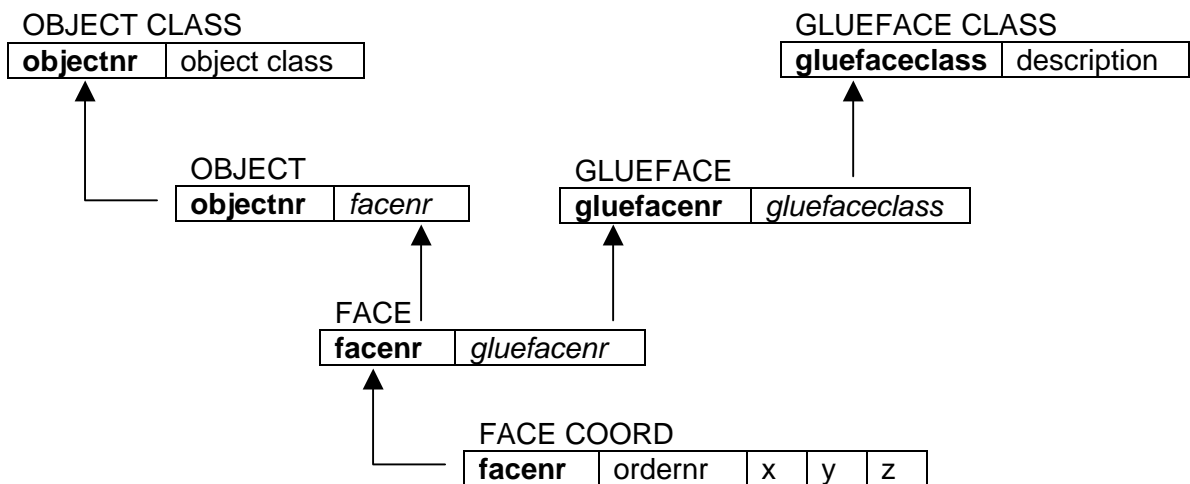 OBJECT CLASS
objectnr object class
GLUEFACE CLASS
gluefaceclass description
OBJECT
objectnr facenr
GLUEFACE
gluefacenr gluefaceclass
FACE
facenr gluefacenr
FACE COORD
facenr ordernr x y z